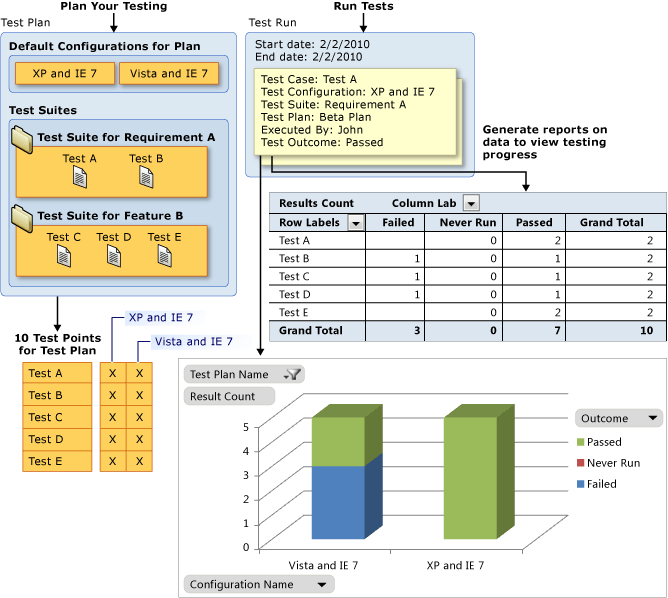 Plan Your Testing
Test Plan
Default Configurations for Plan
XP and IE 7
Vista and IE 7
Test Suites
Test Suite for Requirement A
Test A
Test B
Test Suite for Feature B
Test C
Test D
Test E
10 Test Points
for Test Plan
XP and IE 7
Vista and IE 7
Test A X X
Test B X X
Test C X X
Test D X X
Test E X X
Run Tests
Test Run
Start date: 2/2/2010
End date: 2/2/2010
Test Case: Test A
Test Configuration: XP and IE 7
Test Suite: Requirement A
Test Plan: Beta Plan
Executed By: John
Test Outcome: Passed
Generate reports on
data to view testing
progress
Results Count Column Lab
Row Labels Failed Never Run Passed Grand Total
Test A 0 2 2
Test B 1 0 1 2
Test C 1 0 1 2
Test D 1 0 1 2
Test E 0 2 2
Grand Total 3 0 7 10
Test Plan Name
Result Count
5
4
3
2
1
0
Vista and IE 7
XP and IE 7
Outcome
Passed
Never Run
Failed
Configuration Name